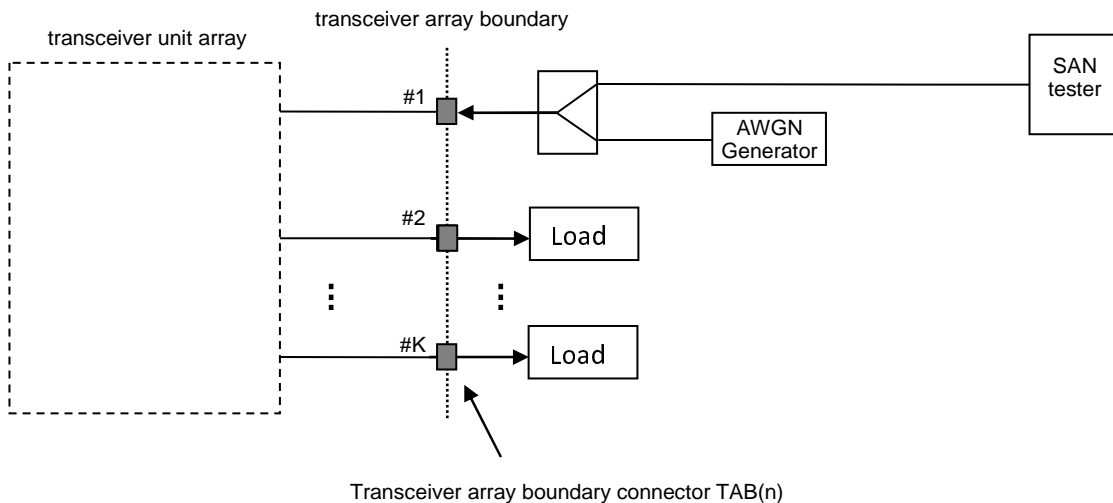 transceiver array boundary
transceiver unit array
SAN
tester
#1
AWGN
Generator
#2
Load
#K
Load
Transceiver array boundary connector TAB(n)